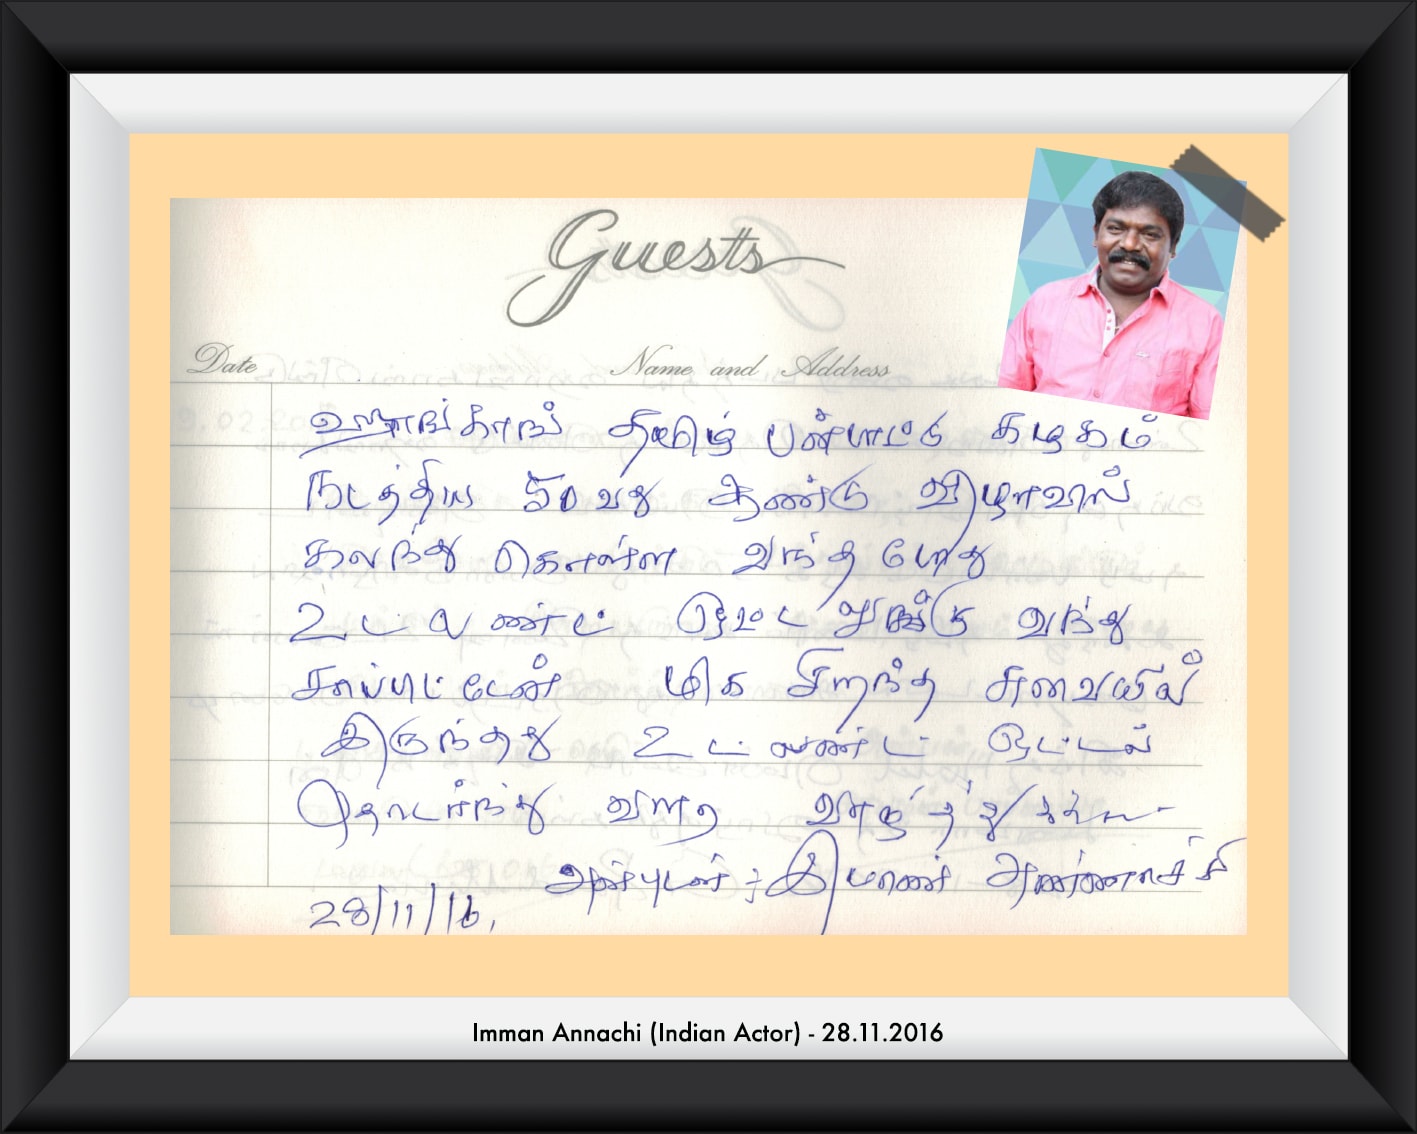 Guests
Date Name and Address
ஹாங்காங் தமிழ் பண்பாட்டு கழகம்
நடத்திய 50வது ஆண்டு விழாவில்
கலந்து கொள்ள வந்த போது
உட்லண்ட் வந்து
சாப்பிட்டேன் மிக சிறந்த சுவையில்
இருந்தது உட்லண்ட் ஓட்டல்
தொடர்ந்து வளர வாழ்த்துக்கள்
அன்புடன் இமான் அண்ணாச்சி
28/11/16.
Imman Annachi (Indian Actor) - 28.11.2016